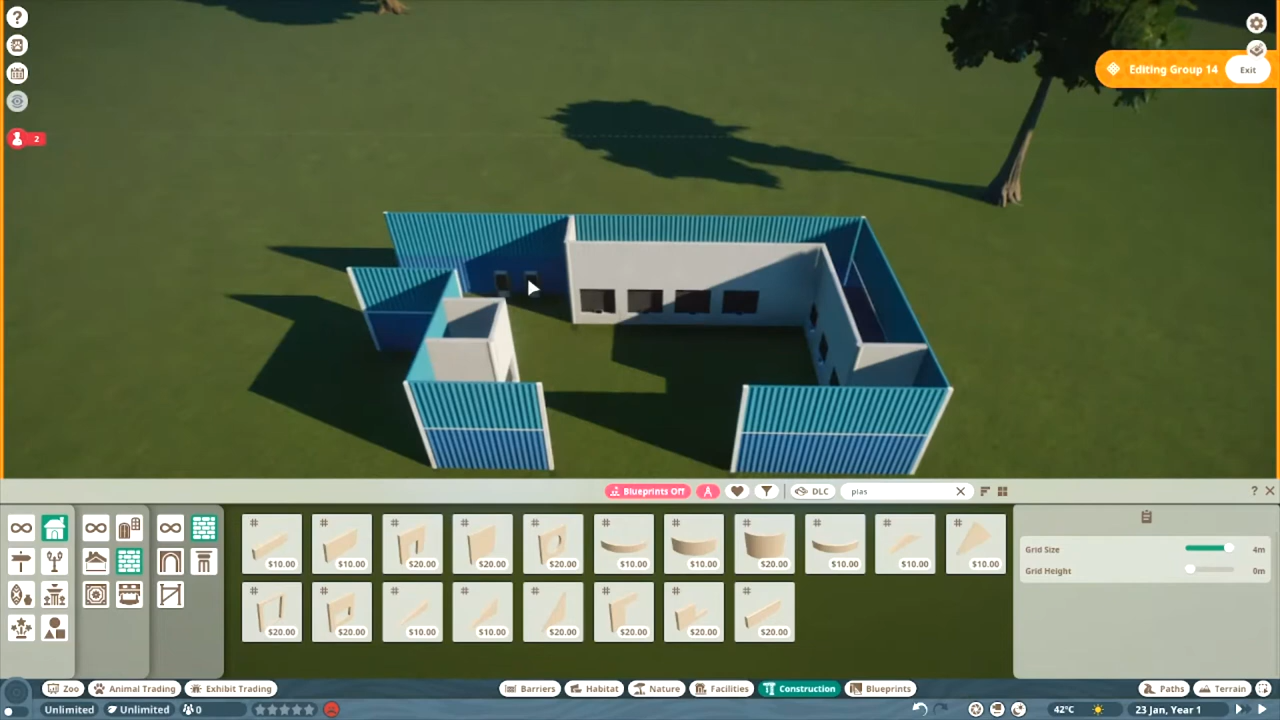 ?
Editing Group 14
Exit
2
Blueprints Off
DLC
plas
?
$10.00
$10.00
$20.00
$20.00
$20.00
$10.00
$10.00
$20.00
$10.00
$10.00
$10.00
$20.00
$20.00
$10.00
$10.00
$20.00
$20.00
$20.00
$20.00
Grid Size
4m
Grid Height
0m
Zoo
Animal Trading
Exhibit Trading
Barriers
Habitat
Nature
Facilities
Construction
Blueprints
Paths
Terrain
Unlimited
Unlimited
0
42°C
23 Jan, Year 1